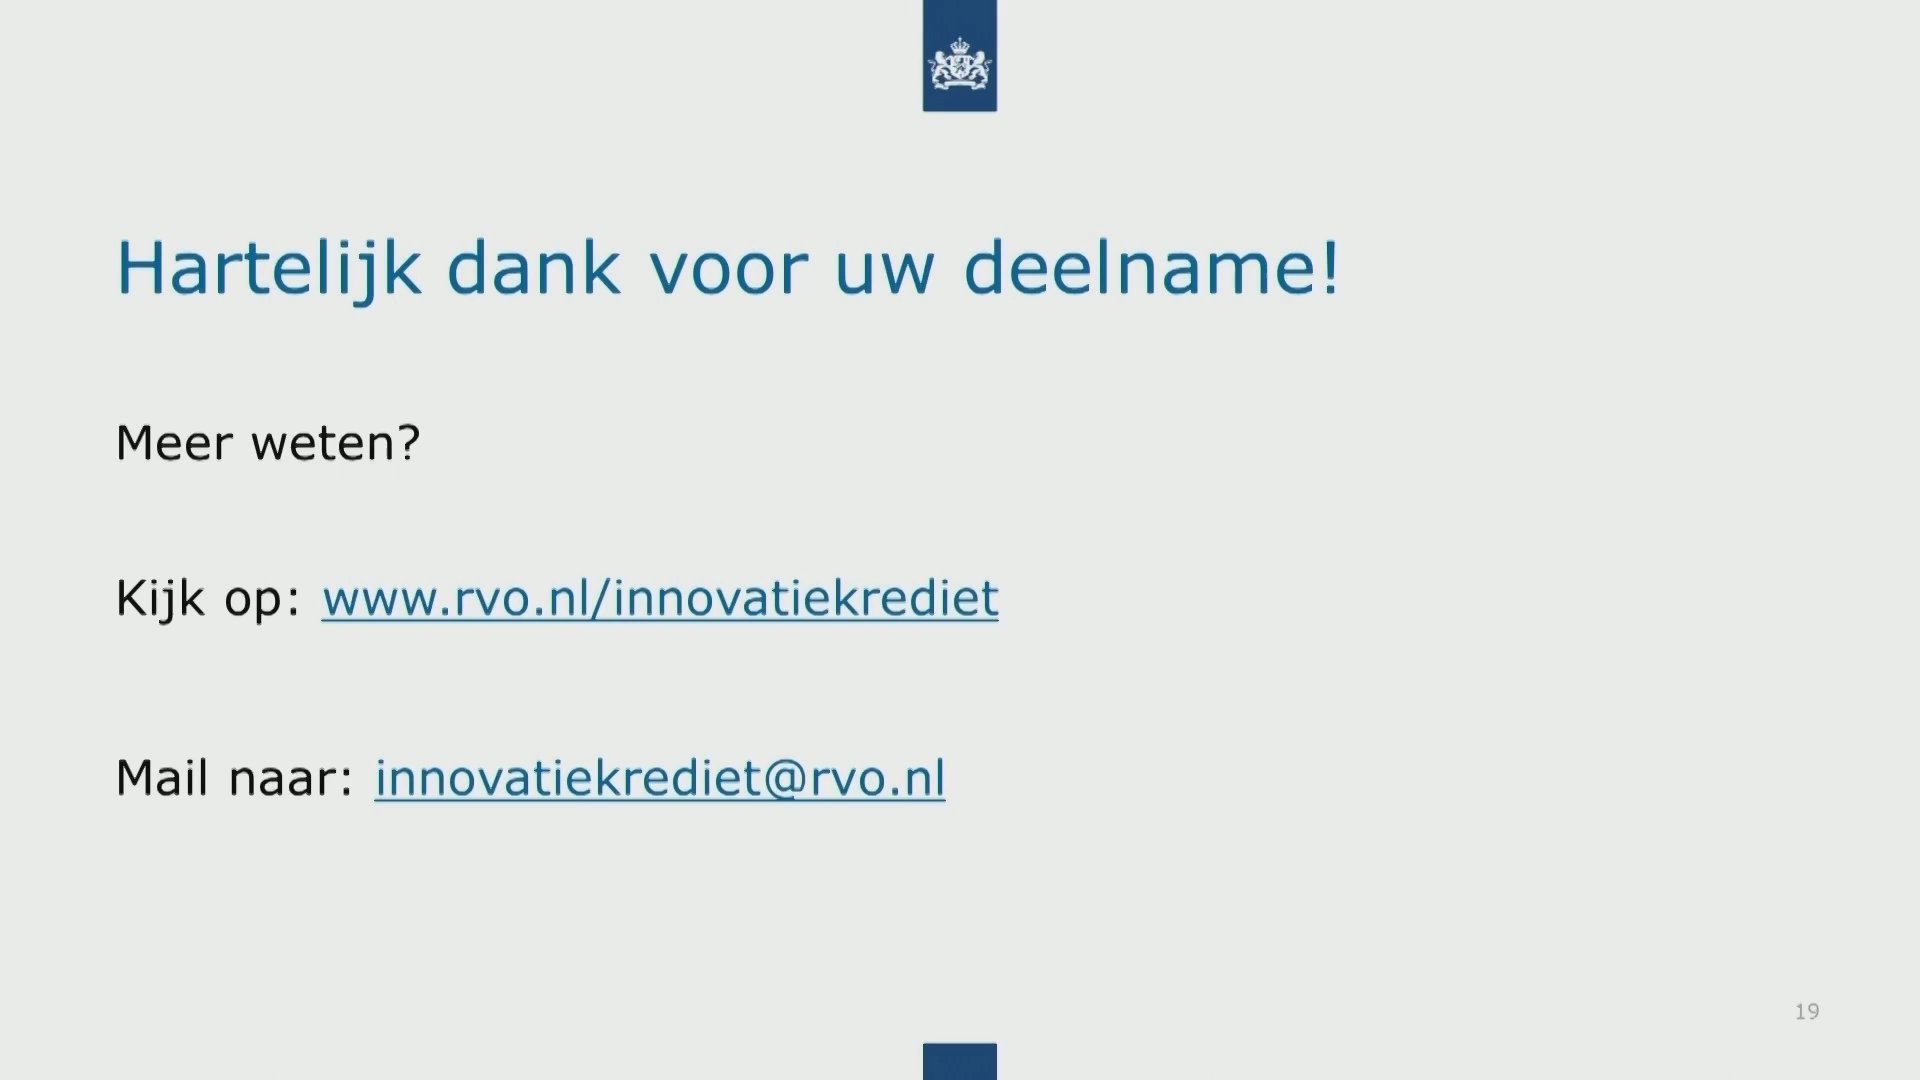 Hartelijk dank voor uw deelname!
Meer weten?
Kijk op: www.rvo.nl/innovatiekrediet
Mail naar: innovatiekrediet@rvo.nl
19